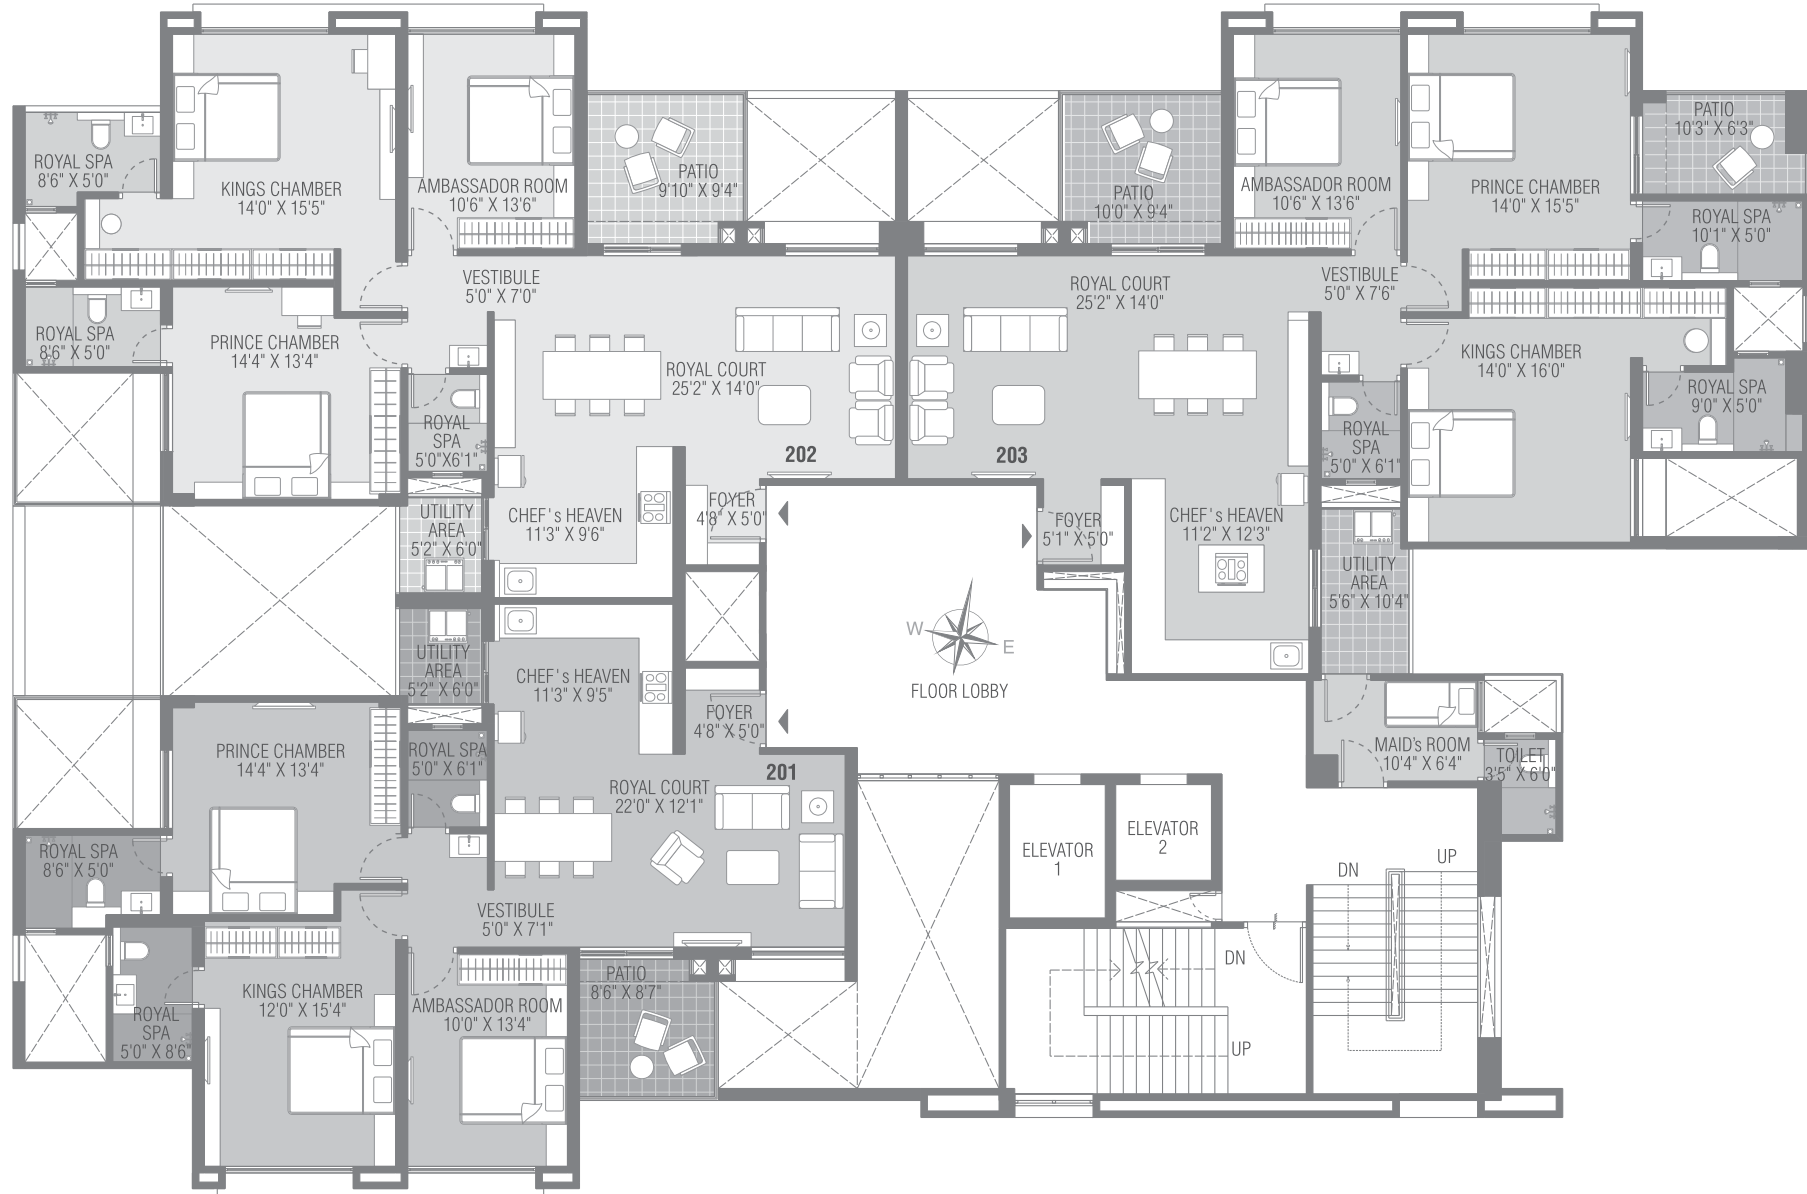 ROYAL SPA
8'6" X 5'0"
KINGS CHAMBER
14'0" X 15'5"
AMBASSADOR ROOM
10'6" X 13'6"
PATIO
9'10" X 9'4"
PATIO
10'0" X 9'4"
AMBASSADOR ROOM
10'6" X 13'6"
PRINCE CHAMBER
14'0" X 15'5"
PATIO
10'3" X 6'3"
ROYAL SPA
10'1" X 5'0"
VESTIBULE
5'0" X 7'0"
ROYAL COURT
25'2" X 14'0"
VESTIBULE
5'0" X 7'6"
ROYAL SPA
8'6" X 5'0"
PRINCE CHAMBER
14'4" X 13'4"
ROYAL COURT
25'2" X 14'0"
KINGS CHAMBER
14'0" X 16'0"
ROYAL SPA
9'0" X 5'0"
ROYAL
SPA
5'0"X6'1"
202
203
ROYAL
SPA
5'0" X 6'1"
UTILITY
AREA
5'2" X 6'0"
CHEF's HEAVEN
11'3" X 9'6"
FOYER
4'8" X 5'0"
FOYER
5'1" X 5'0"
CHEF's HEAVEN
11'2" X 12'3"
UTILITY
AREA
5'6" X 10'4"
W
E
FLOOR LOBBY
UTILITY
AREA
5'2" X 6'0"
CHEF's HEAVEN
11'3" X 9'5"
FOYER
4'8" X 5'0"
PRINCE CHAMBER
14'4" X 13'4"
ROYAL SPA
5'0" X 6'1"
201
ROYAL COURT
22'0" X 12'1"
MAID's ROOM
10'4" X 6'4"
TOILET
3'5" X 6'0"
ROYAL SPA
8'6" X 5'0"
ELEVATOR
1
ELEVATOR
2
DN
UP
VESTIBULE
5'0" X 7'1"
DN
UP
KINGS CHAMBER
12'0" X 15'4"
AMBASSADOR ROOM
10'0" X 13'4"
PATIO
8'6" X 8'7"
ROYAL
SPA
5'0" X 8'6"